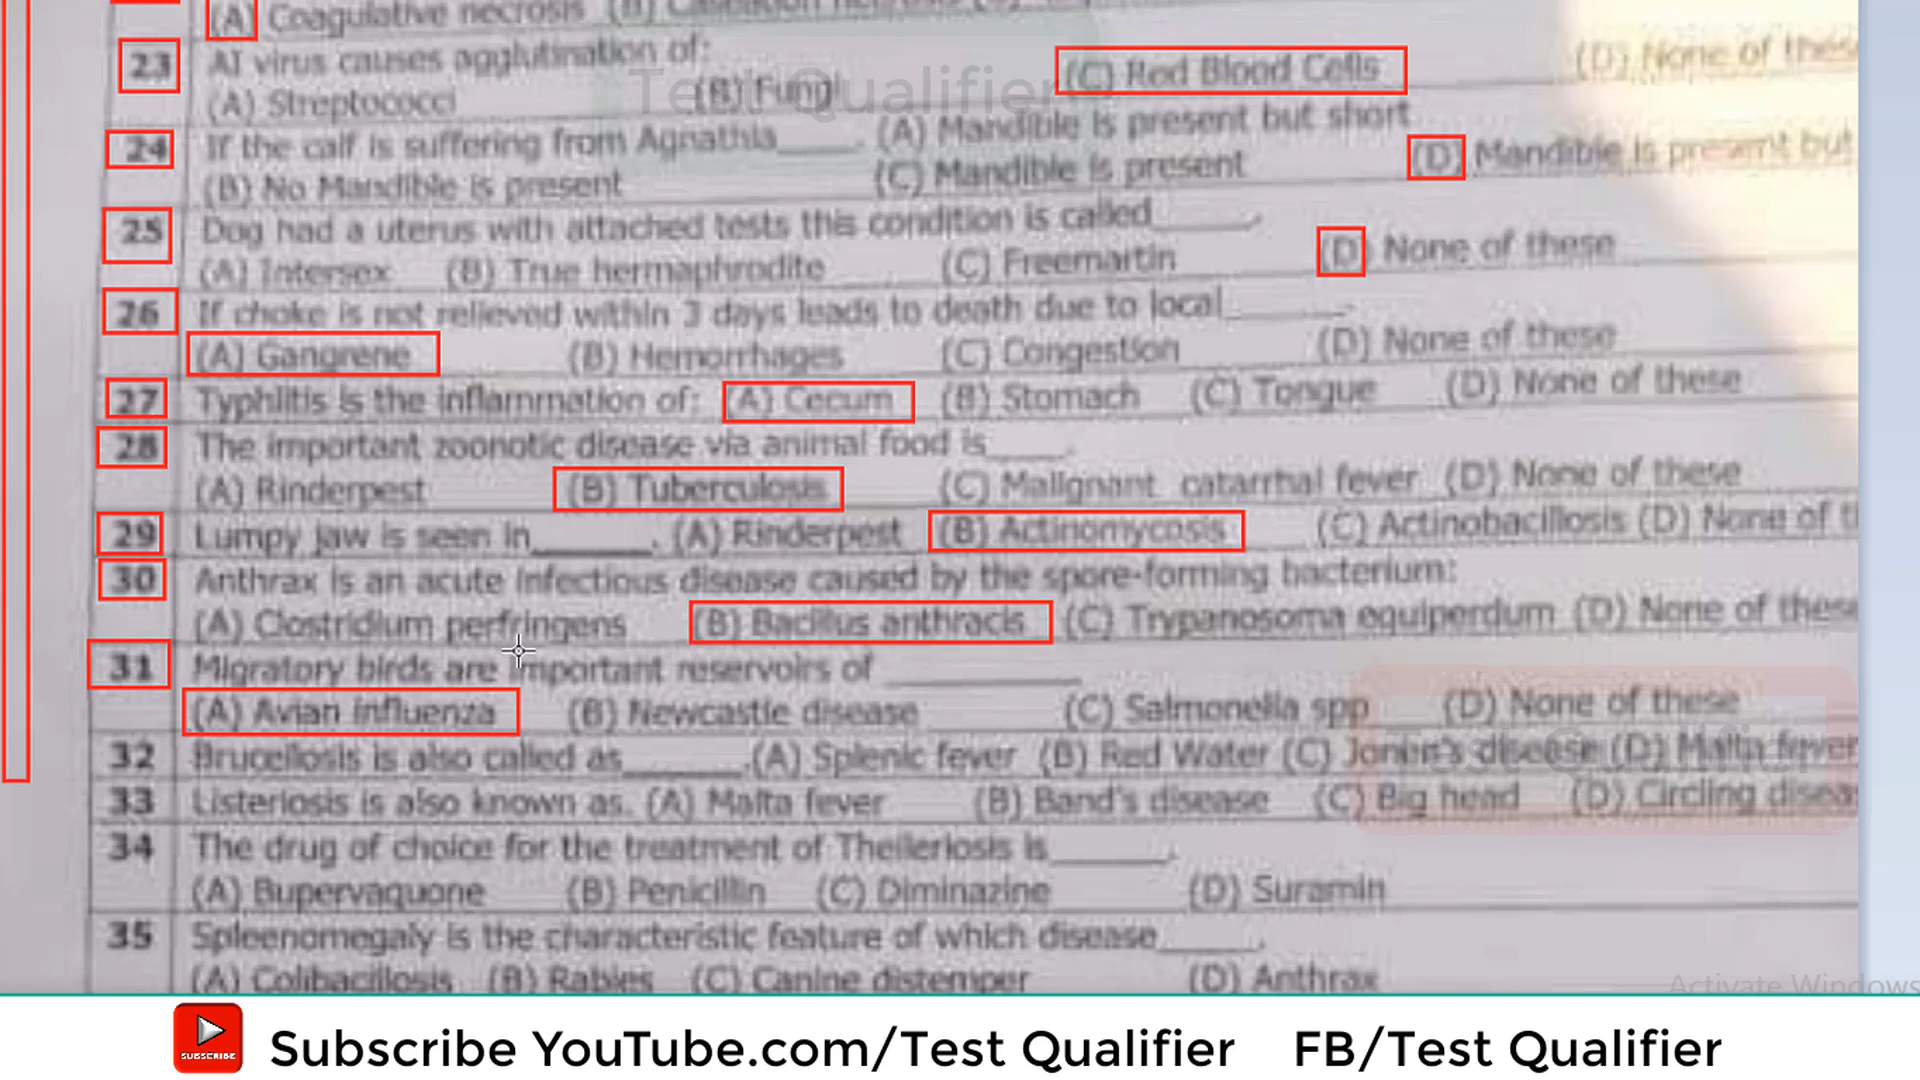 (A) Coagulative necrosis (B)
23 AI virus causes agglutination of:
(A) Streptococci (B) Fungi (C) Red Blood Cells (D) None of these
Test Qualifier
24 If the calf is suffering from Agnathia____. (A) Mandible is present but short
(B) No Mandible is present (C) Mandible is present (D) Mandible is present but
25 Dog had a uterus with attached tests this condition is called______.
(A) Intersex (B) True hermaphrodite (C) Freemartin (D) None of these
26 If choke is not relieved within 3 days leads to death due to local_______.
(A) Gangrene (B) Hemorrhages (C) Congestion (D) None of these
27 Typhlitis is the inflammation of: (A) Cecum (B) Stomach (C) Tongue (D) None of these
28 The important zoonotic disease via animal food is____.
(A) Rinderpest (B) Tuberculosis (C) Malignant catarrhal fever (D) None of these
29 Lumpy jaw is seen in_______. (A) Rinderpest (B) Actinomycosis (C) Actinobacillosis (D) None of t
30 Anthrax is an acute infectious disease caused by the spore-forming bacterium:
(A) Clostridium perfringens (B) Bacillus anthracis (C) Trypanosoma equiperdum (D) None of these
31 Migratory birds are important reservoirs of __________
(A) Avian influenza (B) Newcastle disease (C) Salmonella spp (D) None of these
32 Brucellosis is also called as_______.(A) Splenic fever (B) Red Water (C) disease (D) Malta fever
33 Listeriosis is also known as. (A) Malta fever (B) Band's disease (C) Big head (D) Circling disea
34 The drug of choice for the treatment of Theileriosis is_______.
(A) Bupervaquone (B) Penicillin (C) Diminazine (D) Suramin
35 Spleenomegaly is the characteristic feature of which disease______.
(A) Colibacillosis (B) Rabies (C) Canine distemper (D) Anthrax
Activate Windows
SUBSCRIBE
Subscribe YouTube.com/Test Qualifier FB/Test Qualifier